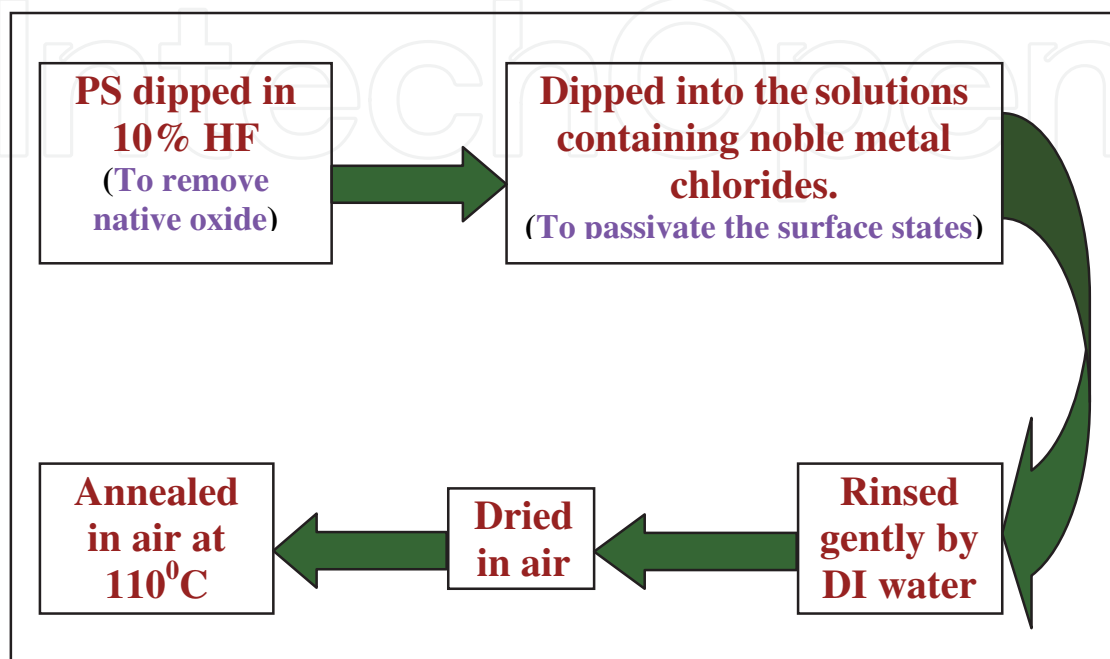 IntechOpen
PS dipped in
10% HF
(To remove
native oxide)
Dipped into the solutions
containing noble metal
chlorides.
(To passivate the surface states)
Rinsed
gently by
DI water
Dried
in air
Annealed
in air at
110⁰C